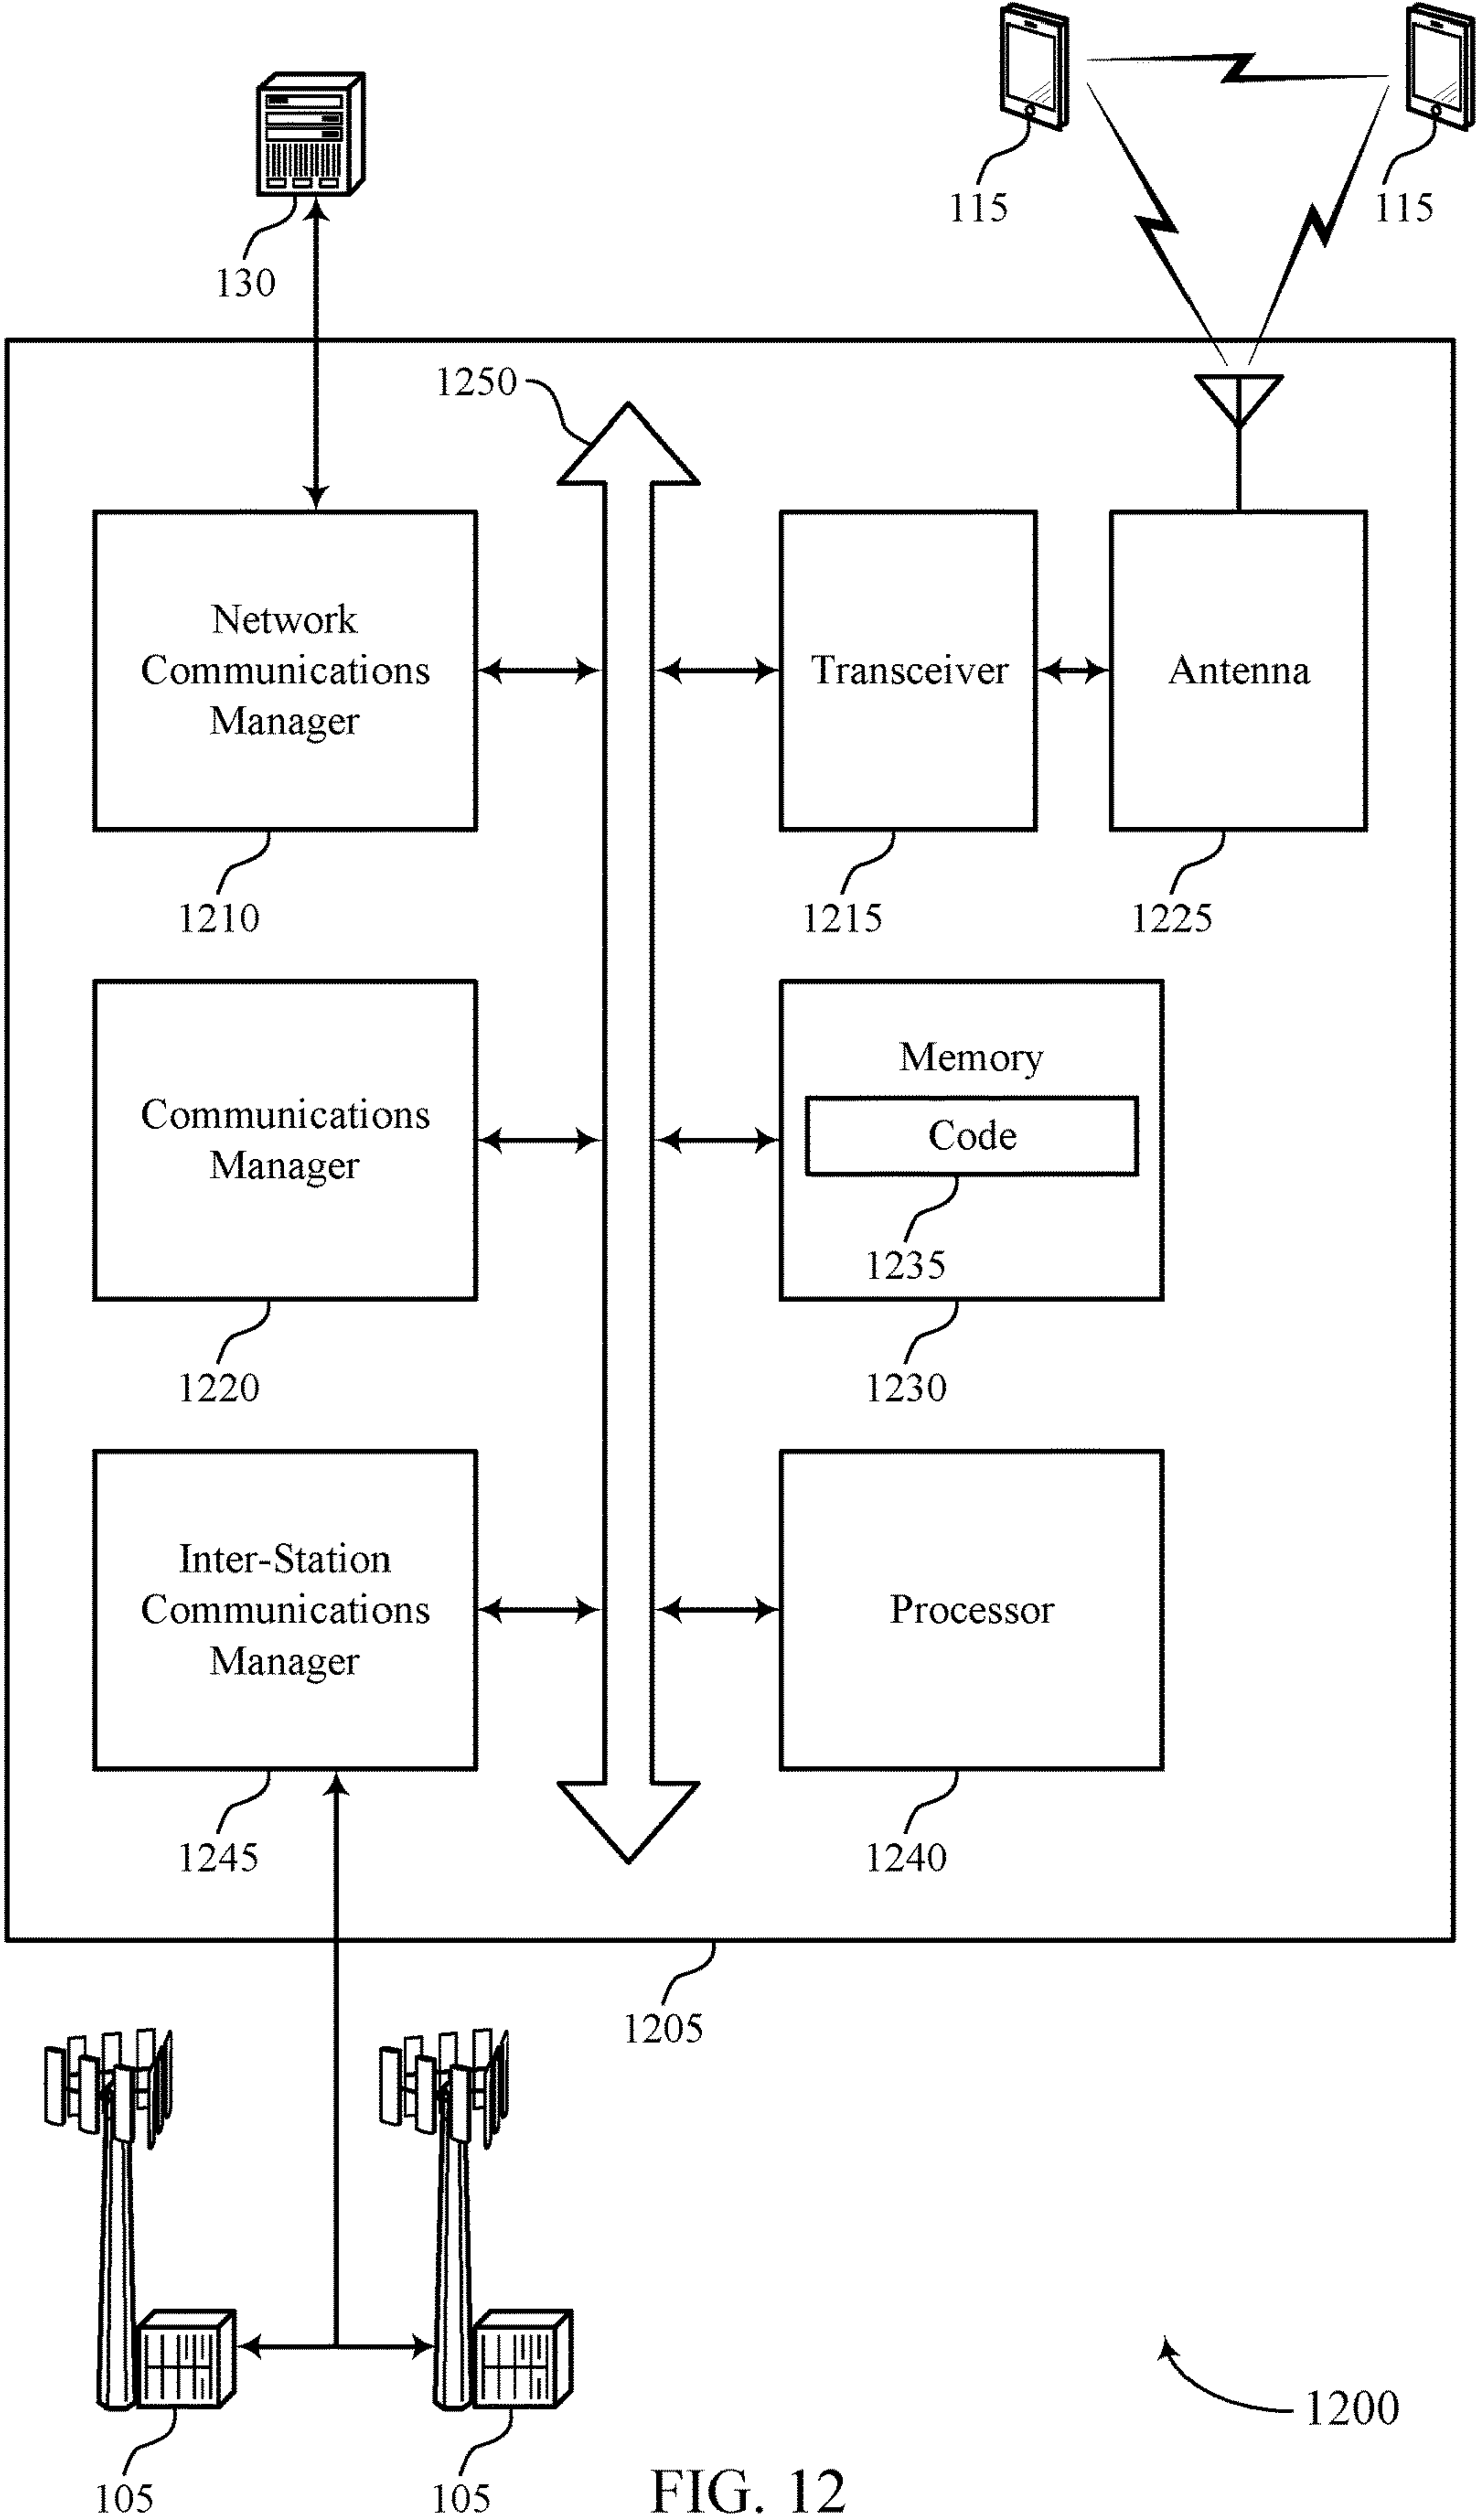 115
115
130
1250
Network
Communications
Manager
Transceiver
Antenna
1210
1215
1225
Communications
Manager
Memory
Code
1235
1220
1230
Inter-Station
Communications
Manager
Processor
1245
1240
1205
1200
105
105
FIG. 12